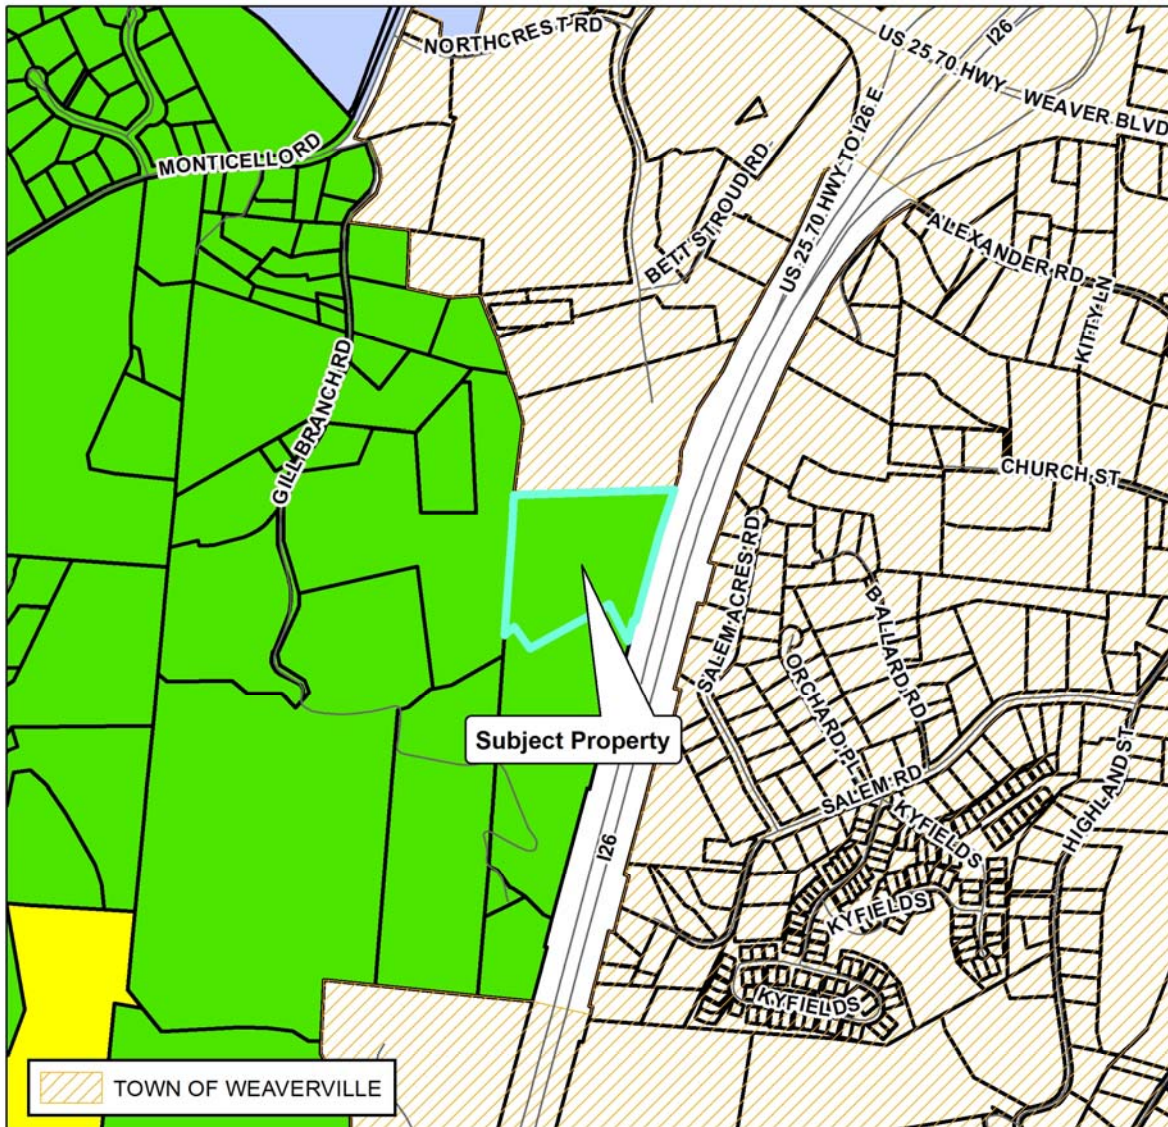 NORTHCREST RD
US 25 70 HWY - WEAVER BLVD
I26
MONTICELLO RD
US 25 70 HWY TO I26 E
BETT STROUD RD
ALEXANDER RD
KITTY LN
GILL BRANCH RD
CHURCH ST
SALEM ACRES RD
BALLARD RD
ORCHARD PL
Subject Property
SALEM RD
HIGHLAND ST
KYFIELDS
I26
KYFIELDS
KYFIELDS
TOWN OF WEAVERVILLE